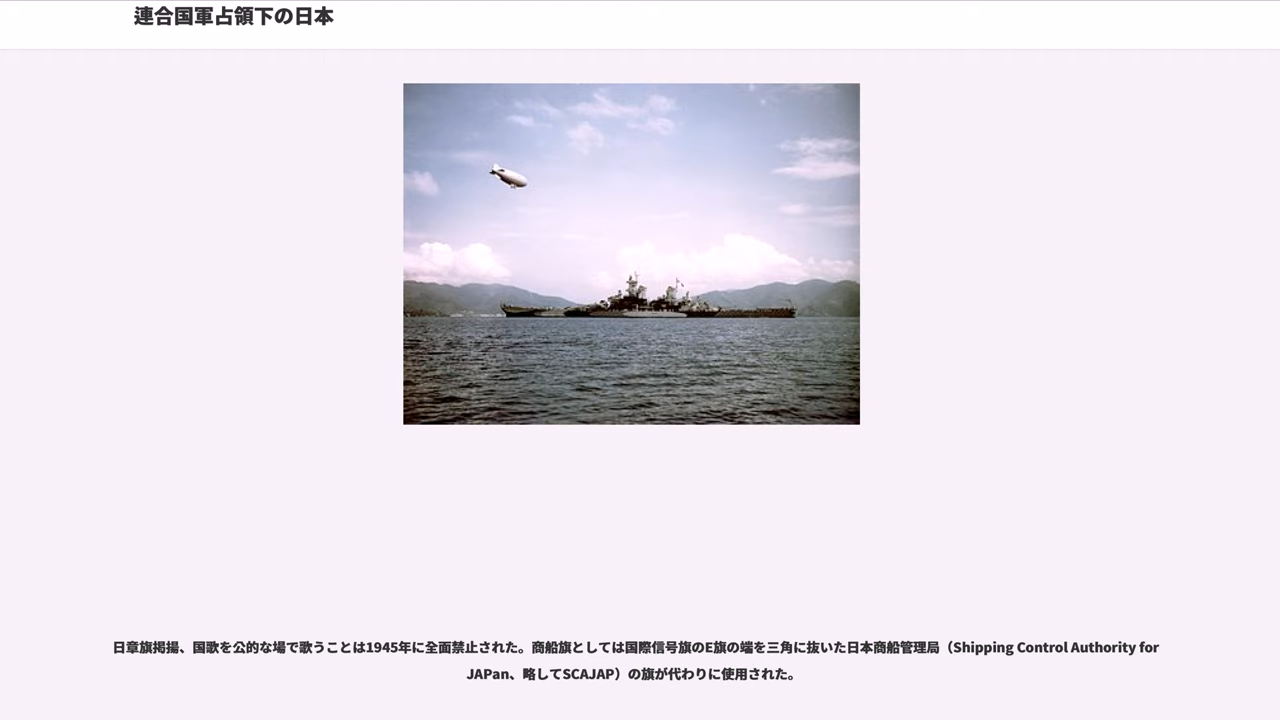 連合国軍占領下の日本
日章旗掲揚、国歌を公的な場で歌うことは1945年に全面禁止された。商船旗としては国際信号旗のE旗の端を三角に抜いた日本商船管理局（Shipping Control Authority for
JAPan、略してSCAJAP）の旗が代わりに使用された。